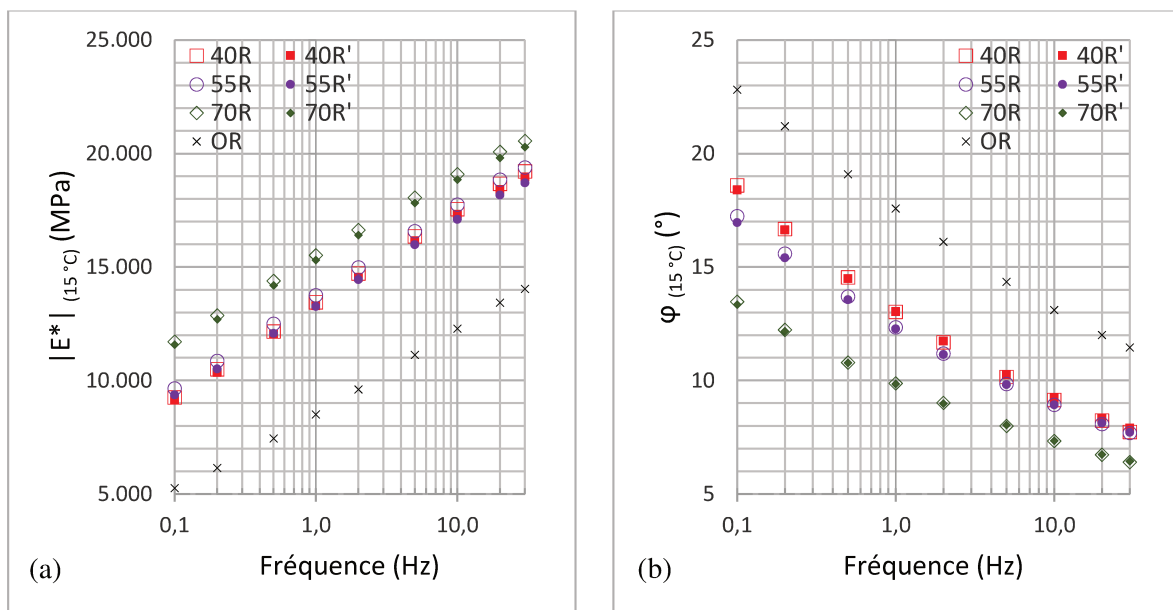 25.000
20.000
15.000
10.000
5.000
|E*| (15 °C) (MPa)
40R 40R'
55R 55R'
70R 70R'
OR
0,1 1,0 10,0
Fréquence (Hz)
(a)
25
20
15
10
5
φ (15 °C) (°)
40R 40R'
55R 55R'
70R 70R'
OR
0,1 1,0 10,0
Fréquence (Hz)
(b)